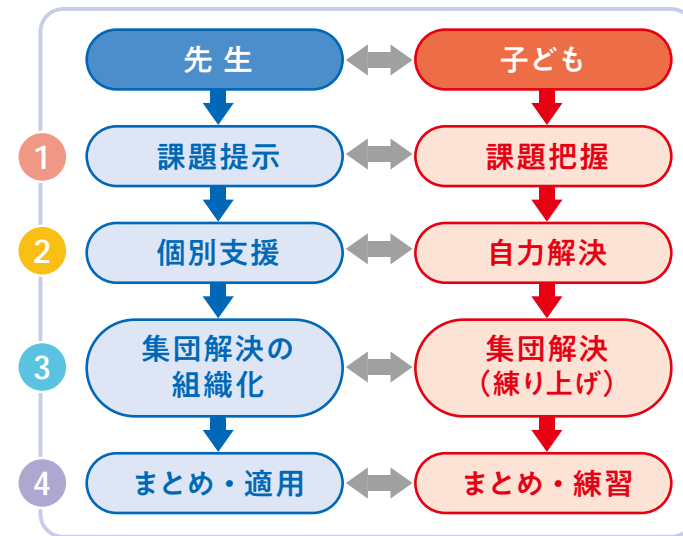 先生
子ども
1
課題提示
課題把握
2
個別支援
自力解決
3
集団解決の
組織化
集団解決
（練り上げ）
4
まとめ・適用
まとめ・練習